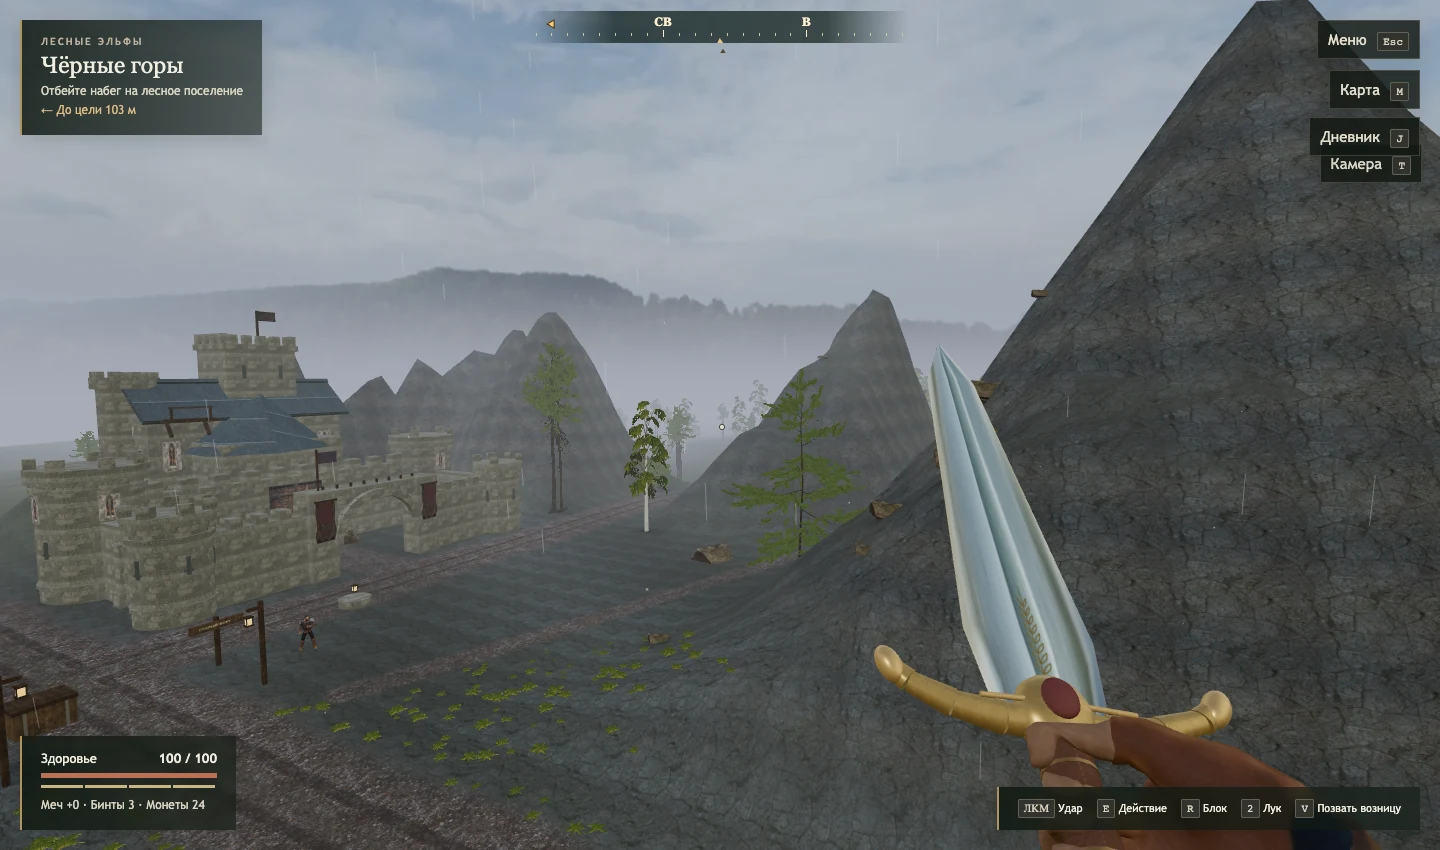 ЛЕСНЫЕ ЭЛЬФЫ
Чёрные горы
Отбейте набег на лесное поселение
← До цели 103 м
СВ
В
Меню Esc
Карта M
Дневник J
Камера T
Здоровье 100 / 100
Меч +0 · Бинты 3 · Монеты 24
ЛКМ Удар E Действие R Блок 2 Лук V Позвать возницу